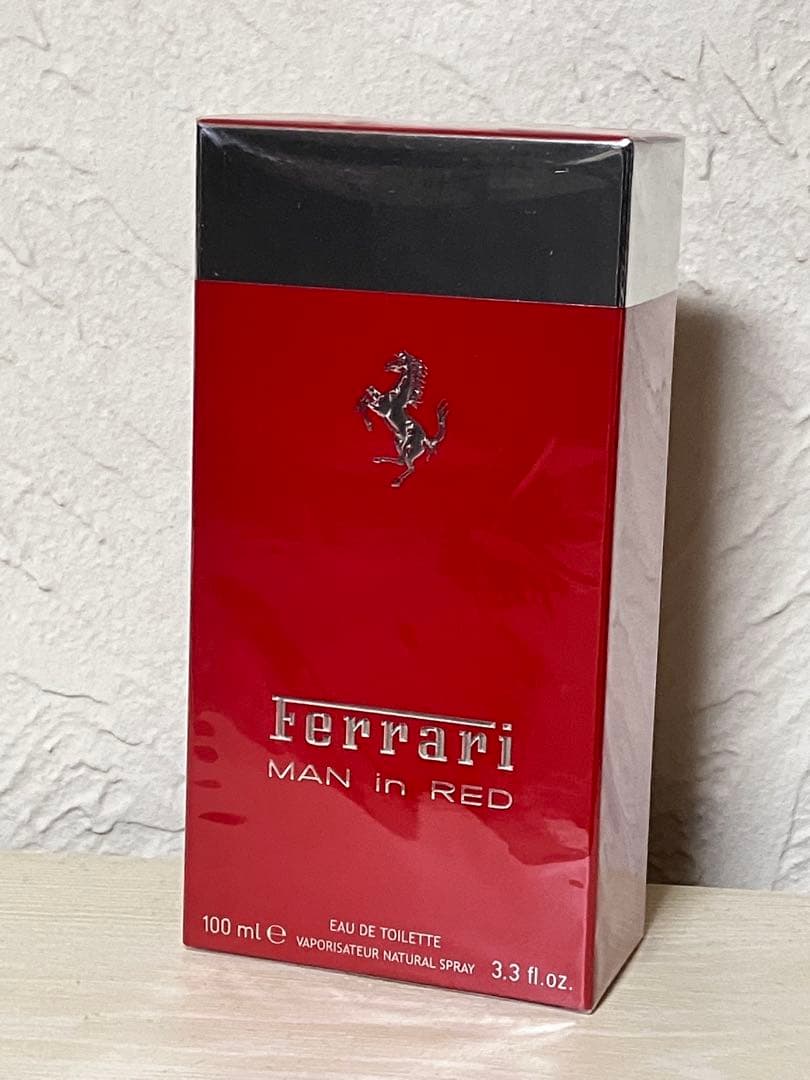 Ferrari
MAN in RED
100 ml ℮
EAU DE TOILETTE
VAPORISATEUR NATURAL SPRAY
3.3 fl.oz.